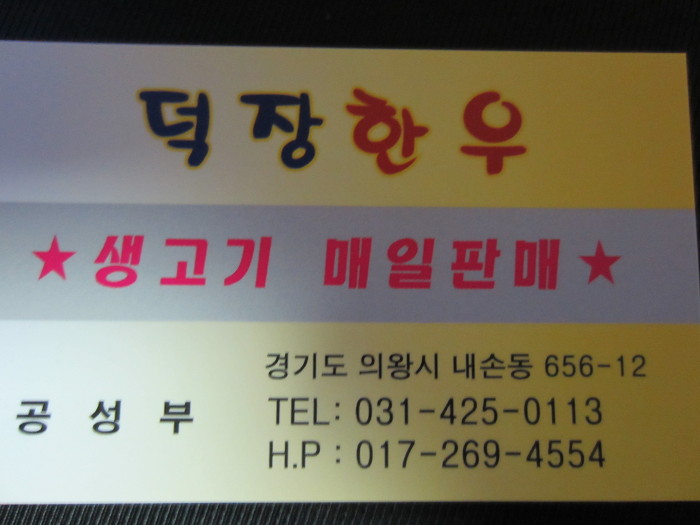 덕장한우
★생고기 매일판매★
경기도 의왕시 내손동 656-12
공성부
TEL: 031-425-0113
H.P : 017-269-4554